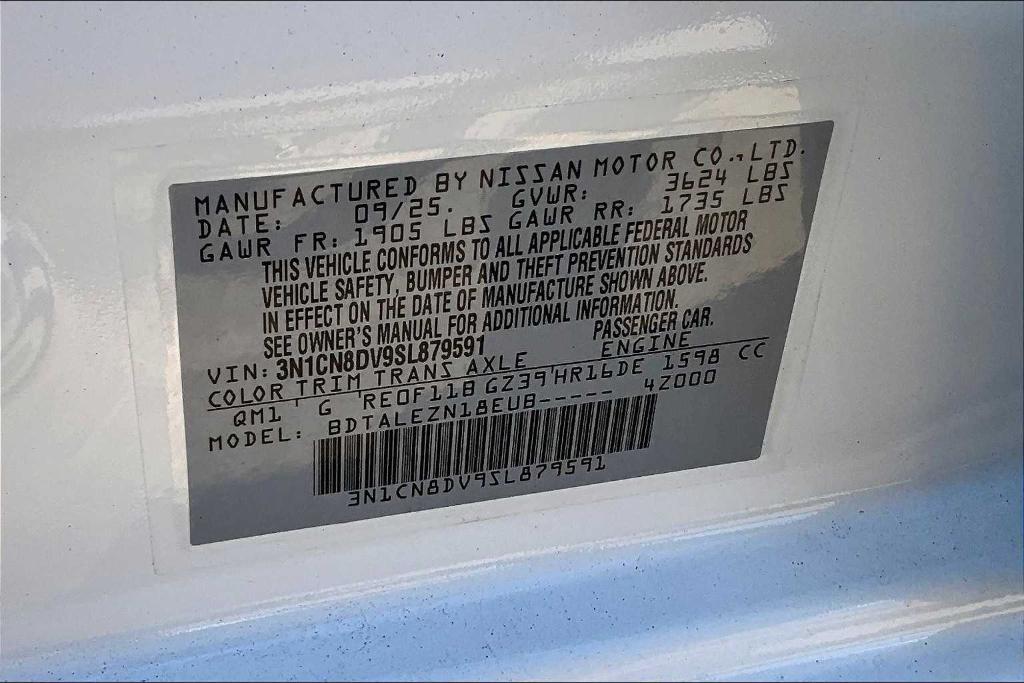 MANUFACTURED BY NISSAN MOTOR CO.,LTD.
DATE: 09/25. GVWR: 3624 LBS
GAWR FR: 1905 LBS GAWR RR: 1735 LBS
THIS VEHICLE CONFORMS TO ALL APPLICABLE FEDERAL MOTOR
VEHICLE SAFETY, BUMPER AND THEFT PREVENTION STANDARDS
IN EFFECT ON THE DATE OF MANUFACTURE SHOWN ABOVE.
SEE OWNER'S MANUAL FOR ADDITIONAL INFORMATION.
VIN: 3N1CN8DV9SL879591 PASSENGER CAR.
COLOR TRIM TRANS AXLE ENGINE
QM1 G RE0F11B GZ39 HR16DE 1598 CC
MODEL: BDTALEZN18EUB----- 4Z000
3N1CN8DV9SL879591